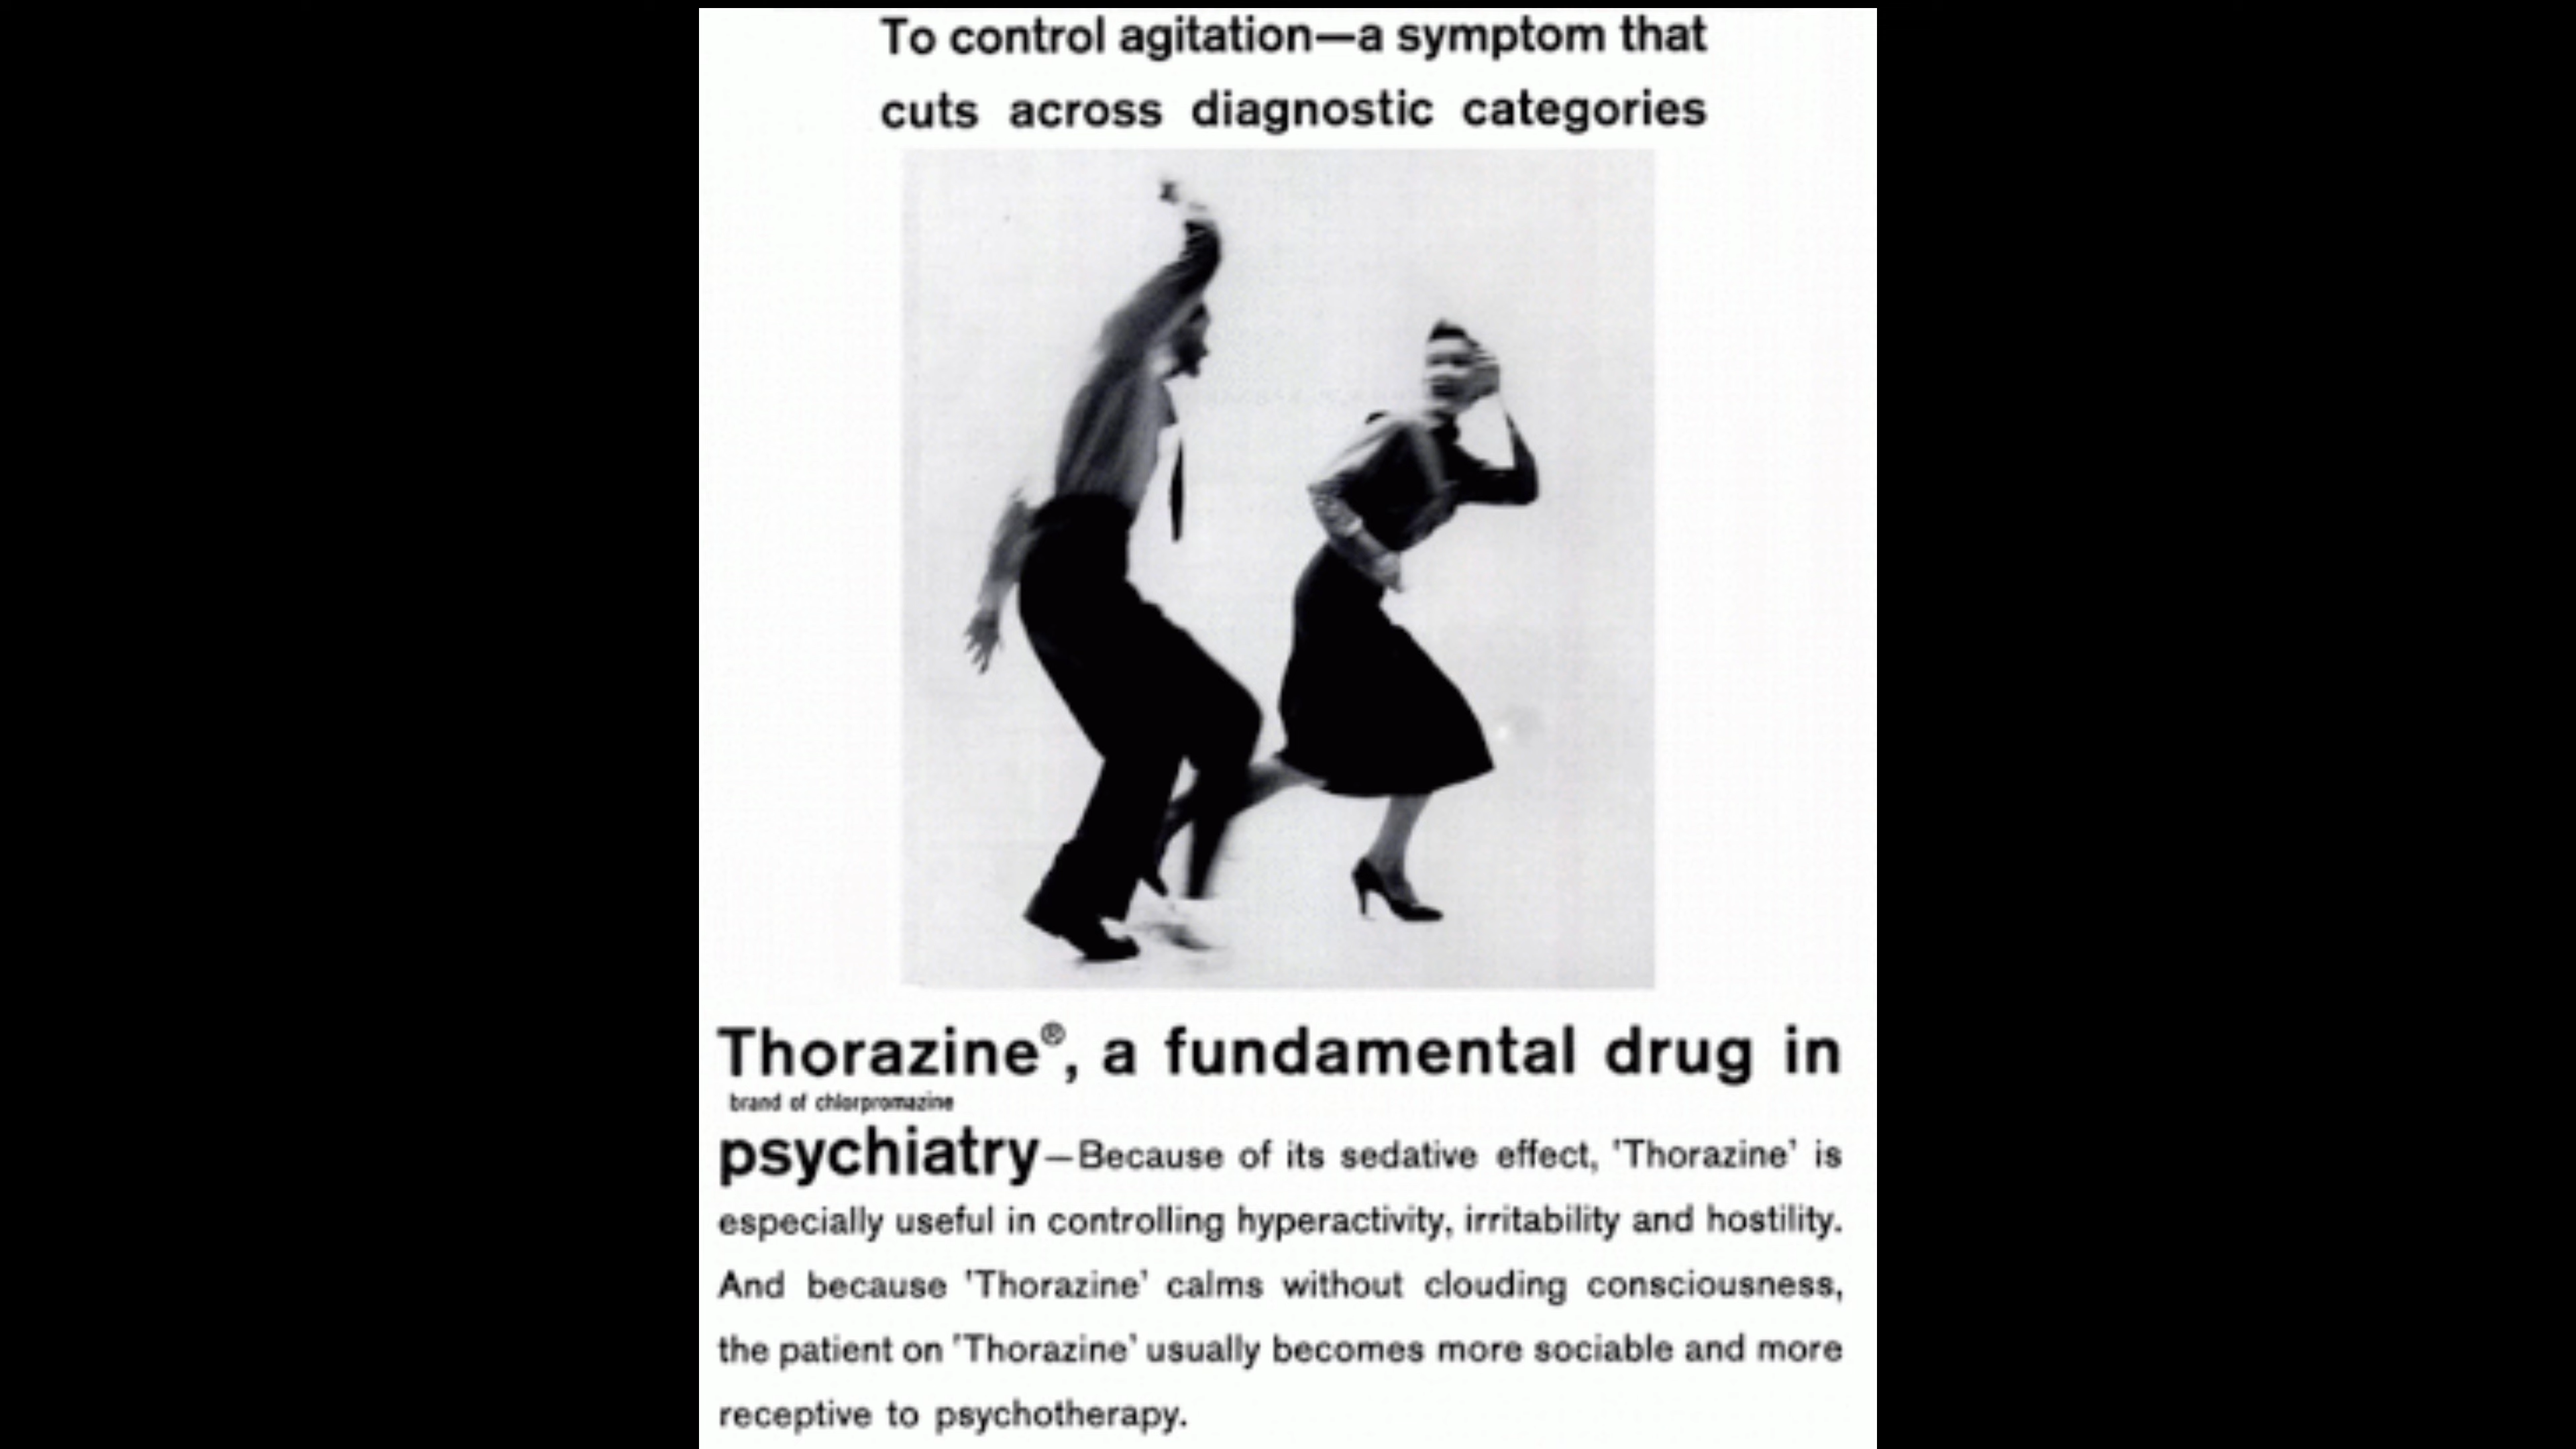 To control agitation—a symptom that
cuts across diagnostic categories
Thorazine®, a fundamental drug in
brand of chlorpromazine
psychiatry—Because of its sedative effect, 'Thorazine' is
especially useful in controlling hyperactivity, irritability and hostility.
And because 'Thorazine' calms without clouding consciousness,
the patient on 'Thorazine' usually becomes more sociable and more
receptive to psychotherapy.